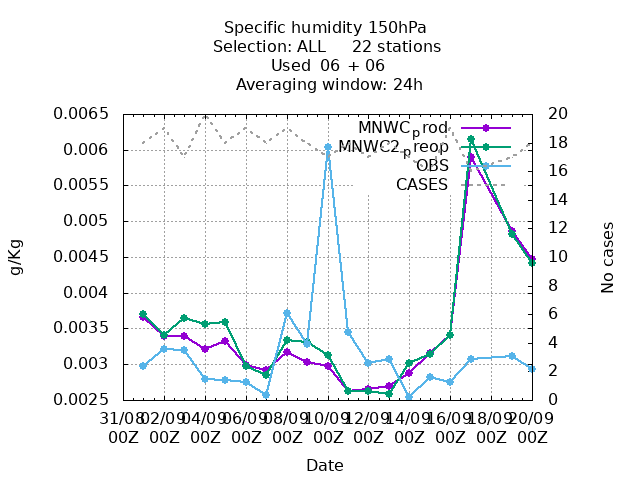 Specific humidity 150hPa
Selection: ALL 22 stations
Used 06 + 06
Averaging window: 24h
MNWCprod
MNWC2preop
OBS
CASES
0.0065
0.006
0.0055
0.005
0.0045
0.004
0.0035
0.003
0.0025
g/Kg
20
18
16
14
12
10
8
6
4
2
0
No cases
31/08 02/09 04/09 06/09 08/09 10/09 12/09 14/09 16/09 18/09 20/09
00Z 00Z 00Z 00Z 00Z 00Z 00Z 00Z 00Z 00Z 00Z
Date